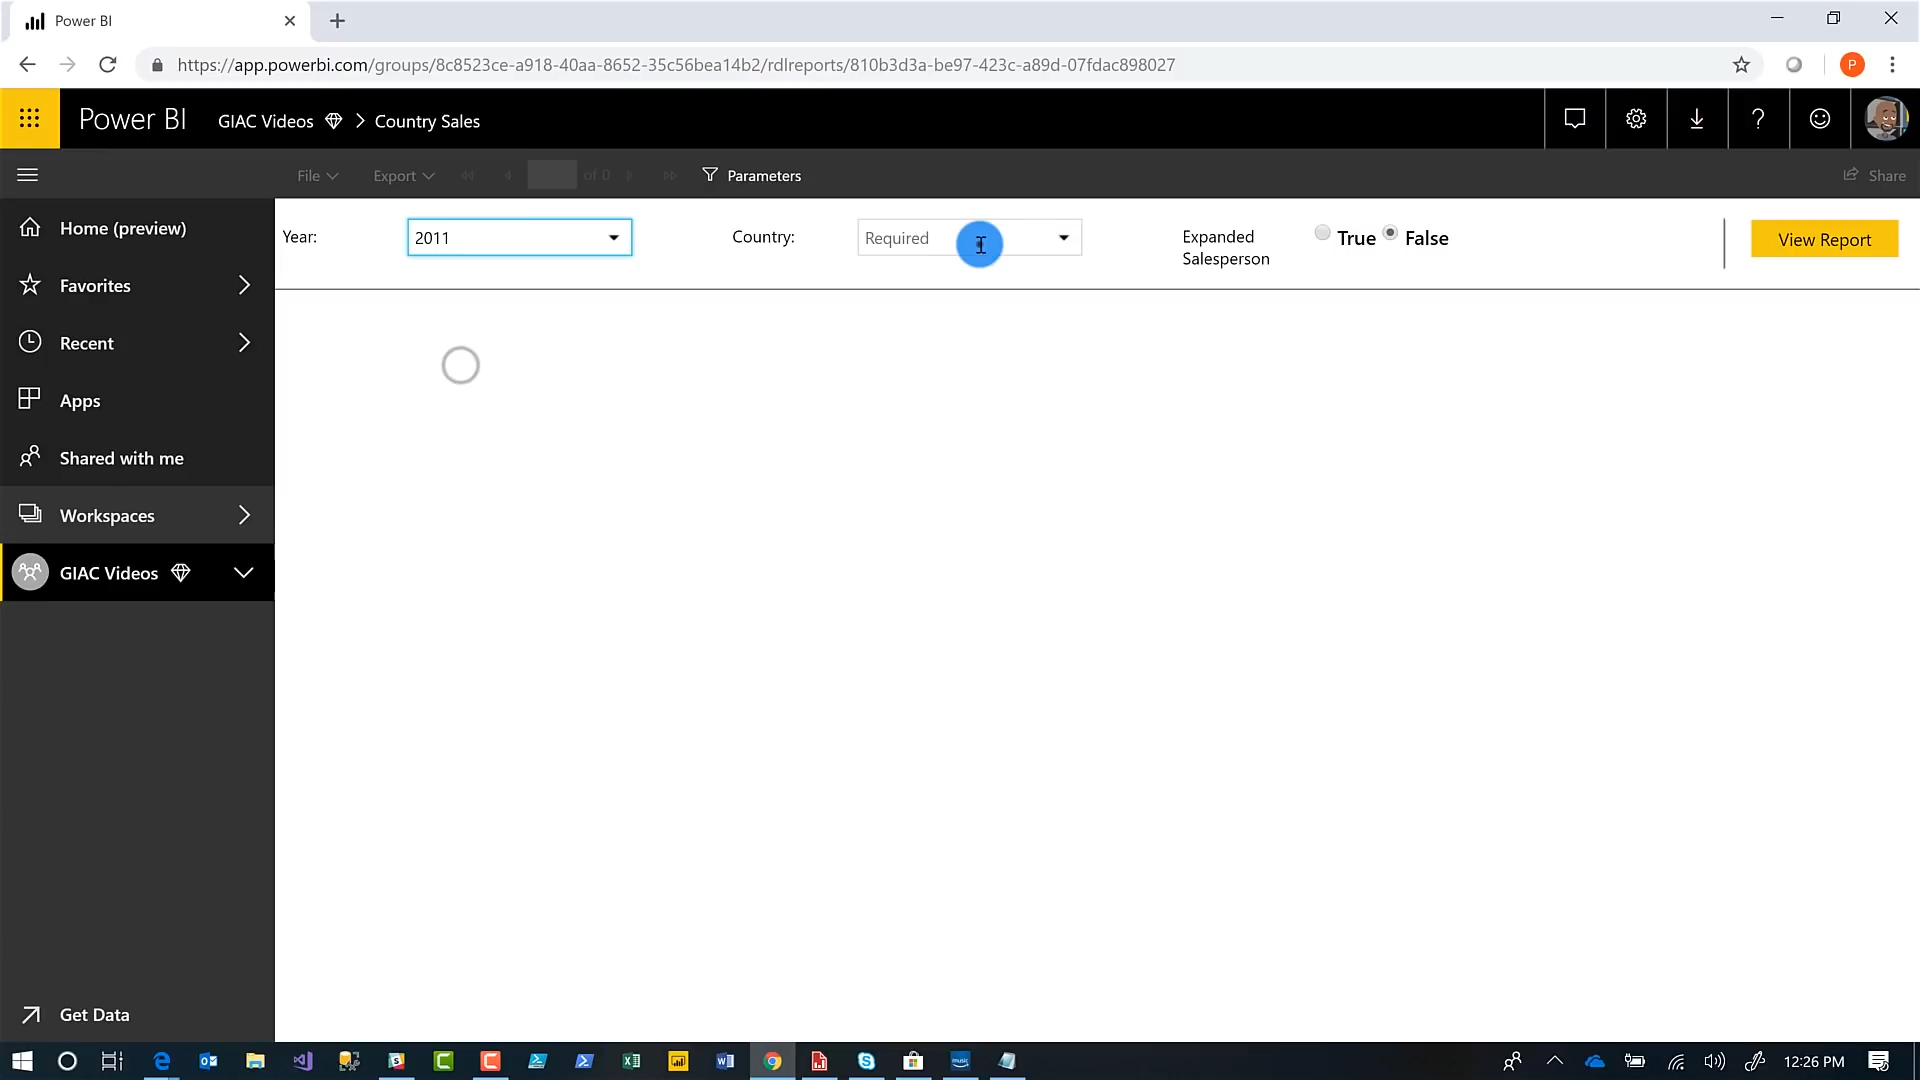 Power BI
https://app.powerbi.com/groups/8c8523ce-a918-40aa-8652-35c56bea14b2/rdlreports/810b3d3a-be97-423c-a89d-07fdac898027
P
Power BI GIAC Videos > Country Sales
File Export of 0 Parameters Share
Home (preview)
Favorites
Recent
Apps
Shared with me
Workspaces
GIAC Videos
Get Data
Year: 2011 Country: Required Expanded Salesperson True False View Report
12:26 PM